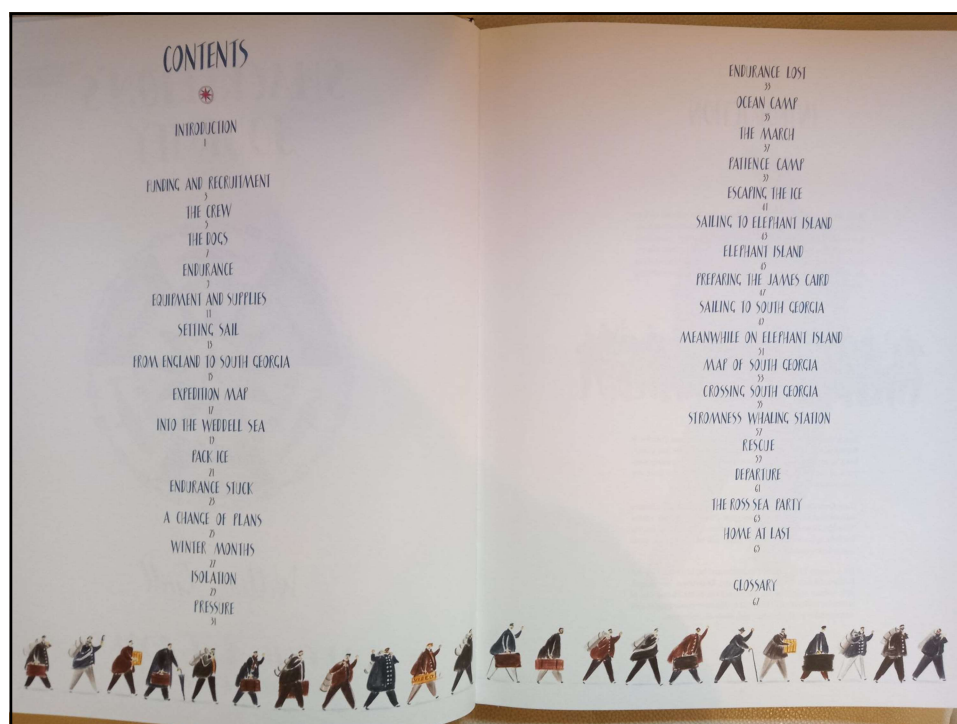 CONTENTS
INTRODUCTION
1
FUNDING AND RECRUITMENT
3
THE CREW
5
THE DOGS
7
ENDURANCE
9
EQUIPMENT AND SUPPLIES
11
SETTING SAIL
13
FROM ENGLAND TO SOUTH GEORGIA
15
EXPEDITION MAP
17
INTO THE WEDDELL SEA
19
PACK ICE
21
ENDURANCE STUCK
23
A CHANGE OF PLANS
25
WINTER MONTHS
27
ISOLATION
29
PRESSURE
31
ENDURANCE LOST
33
OCEAN CAMP
35
THE MARCH
37
PATIENCE CAMP
39
ESCAPING THE ICE
41
SAILING TO ELEPHANT ISLAND
43
ELEPHANT ISLAND
45
PREPARING THE JAMES CAIRD
47
SAILING TO SOUTH GEORGIA
49
MEANWHILE ON ELEPHANT ISLAND
51
MAP OF SOUTH GEORGIA
53
CROSSING SOUTH GEORGIA
55
STROMNESS WHALING STATION
57
RESCUE
59
DEPARTURE
61
THE ROSS SEA PARTY
63
HOME AT LAST
65
GLOSSARY
67